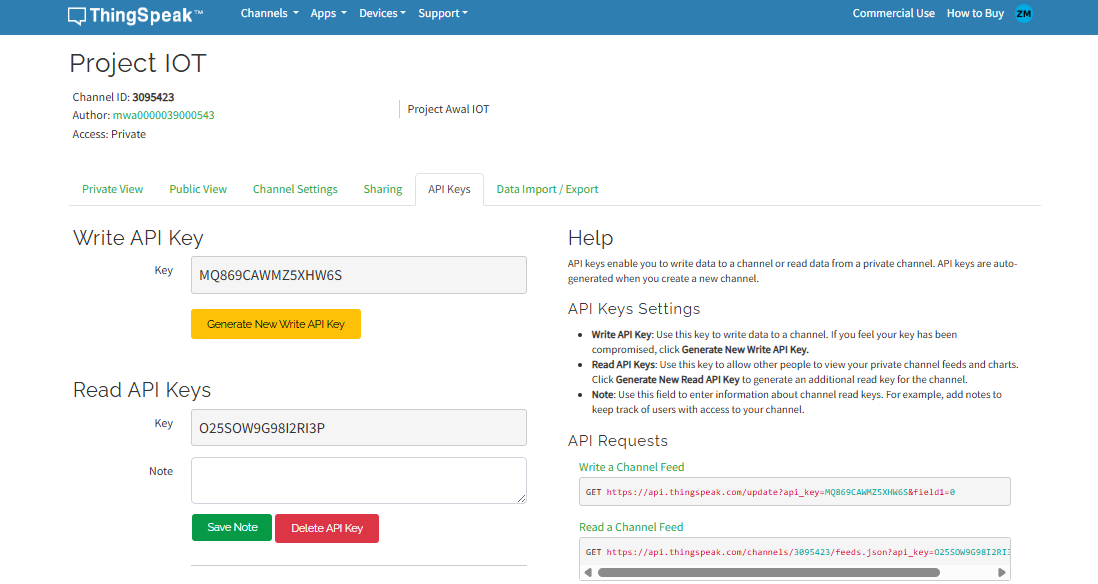 ThingSpeak™ Channels Apps Devices Support Commercial Use How to Buy ZM
Project IOT
Channel ID: 3095423
Author: mwa0000039000543
Access: Private
Project Awal IOT
Private View Public View Channel Settings Sharing API Keys Data Import / Export
Write API Key
Key
MQ869CAWMZ5XHW6S
Generate New Write API Key
Read API Keys
Key
O25SOW9G98I2RI3P
Note
Save Note Delete API Key
Help
API keys enable you to write data to a channel or read data from a private channel. API keys are auto-
generated when you create a new channel.
API Keys Settings
Write API Key: Use this key to write data to a channel. If you feel your key has been
compromised, click Generate New Write API Key.
Read API Keys: Use this key to allow other people to view your private channel feeds and charts.
Click Generate New Read API Key to generate an additional read key for the channel.
Note: Use this field to enter information about channel read keys. For example, add notes to
keep track of users with access to your channel.
API Requests
Write a Channel Feed
GET https://api.thingspeak.com/update?api_key=MQ869CAWMZ5XHW6S&field1=0
Read a Channel Feed
GET https://api.thingspeak.com/channels/3095423/feeds.json?api_key=O25SOW9G98I2RI3